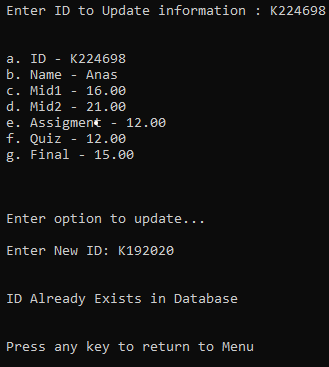 Enter ID to Update information : K224698
a. ID - K224698
b. Name - Anas
c. Mid1 - 16.00
d. Mid2 - 21.00
e. Assigment - 12.00
f. Quiz - 12.00
g. Final - 15.00
Enter option to update...
Enter New ID: K192020
ID Already Exists in Database
Press any key to return to Menu